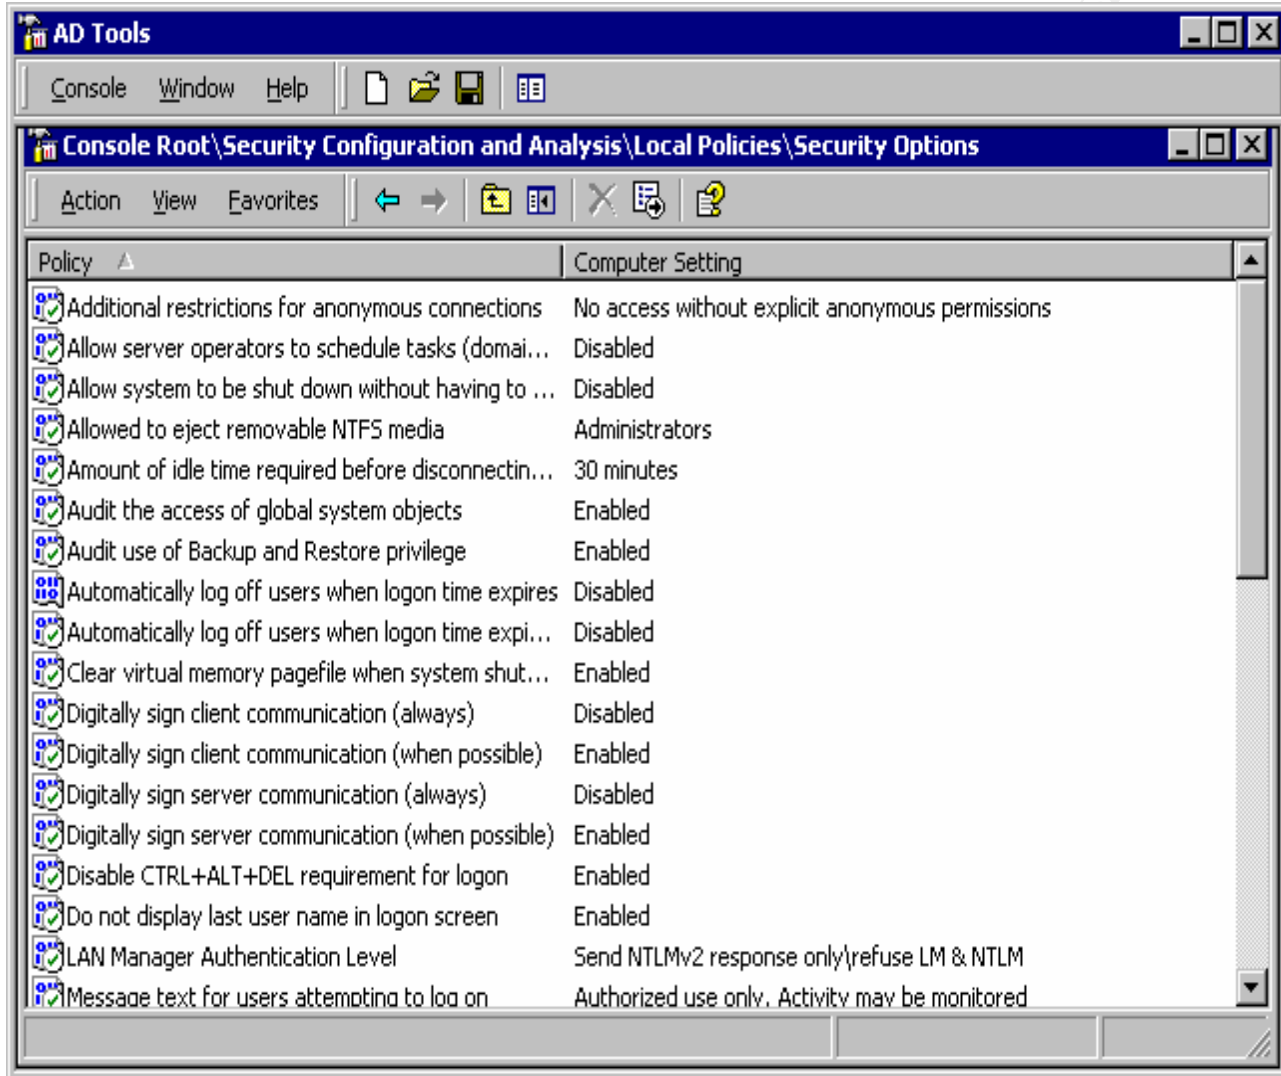 AD Tools
Console Window Help
Console Root\Security Configuration and Analysis\Local Policies\Security Options
Action View Favorites
Policy Computer Setting
Additional restrictions for anonymous connections No access without explicit anonymous permissions
Allow server operators to schedule tasks (domai... Disabled
Allow system to be shut down without having to ... Disabled
Allowed to eject removable NTFS media Administrators
Amount of idle time required before disconnectin... 30 minutes
Audit the access of global system objects Enabled
Audit use of Backup and Restore privilege Enabled
Automatically log off users when logon time expires Disabled
Automatically log off users when logon time expi... Disabled
Clear virtual memory pagefile when system shut... Enabled
Digitally sign client communication (always) Disabled
Digitally sign client communication (when possible) Enabled
Digitally sign server communication (always) Disabled
Digitally sign server communication (when possible) Enabled
Disable CTRL+ALT+DEL requirement for logon Enabled
Do not display last user name in logon screen Enabled
LAN Manager Authentication Level Send NTLMv2 response only\refuse LM & NTLM
Message text for users attempting to log on Authorized use only. Activity may be monitored